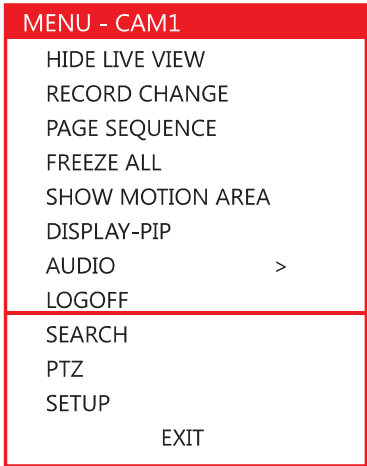 MENU - CAM1
HIDE LIVE VIEW
RECORD CHANGE
PAGE SEQUENCE
FREEZE ALL
SHOW MOTION AREA
DISPLAY-PIP
AUDIO >
LOGOFF
SEARCH
PTZ
SETUP
EXIT